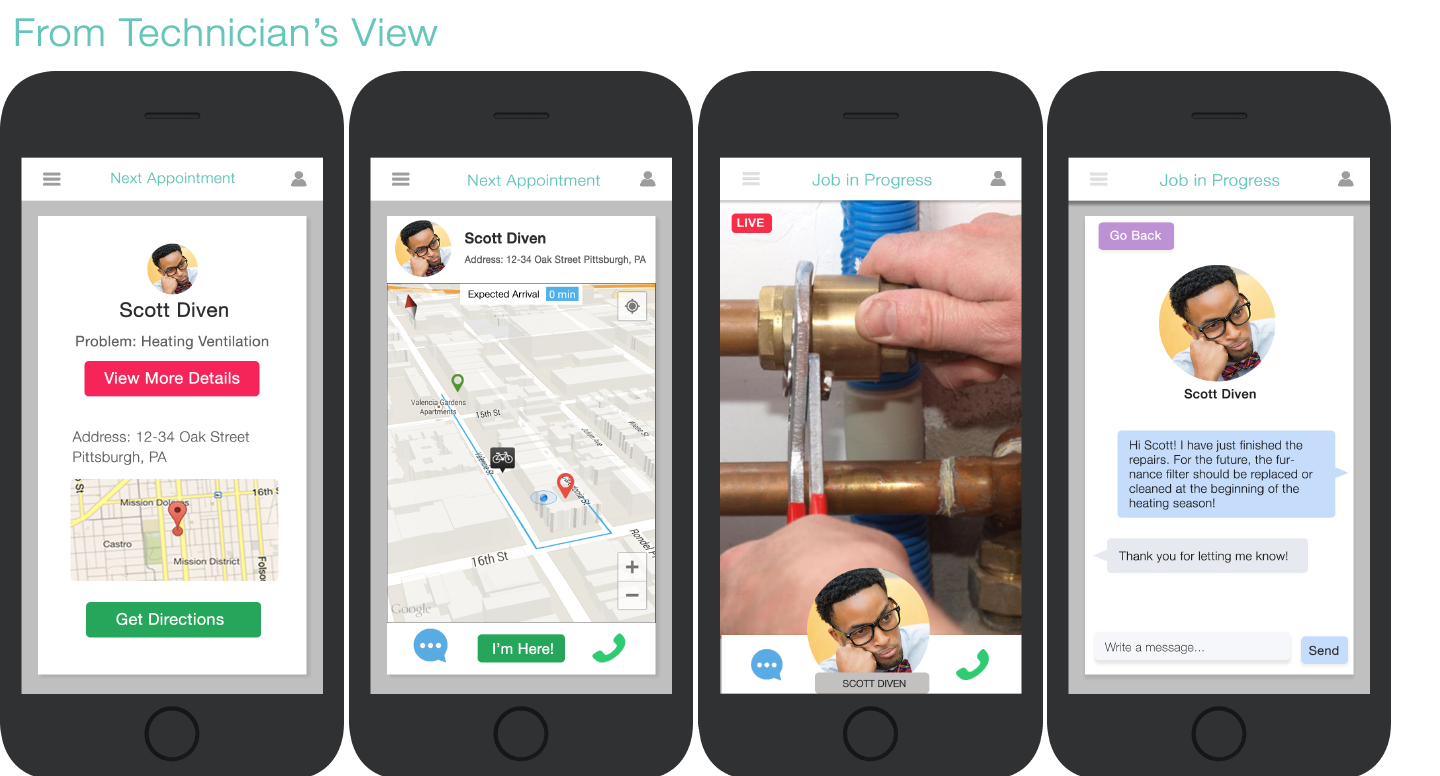 From Technician's View
Next Appointment
Scott Diven
Problem: Heating Ventilation
View More Details
Address: 12-34 Oak Street
Pittsburgh, PA
16th
Mission Dolores
Castro
Mission District
Folso
Get Directions
Next Appointment
Scott Diven
Address: 12-34 Oak Street Pittsburgh, PA
Expected Arrival 0 min
Valencia Gardens
Apartments
15th St
Valencia St
16th St
Rondel P
Google
I'm Here!
Job in Progress
LIVE
SCOTT DIVEN
Job in Progress
Go Back
Scott Diven
Hi Scott! I have just finished the
repairs. For the future, the fur-
nance filter should be replaced or
cleaned at the beginning of the
heating season!
Thank you for letting me know!
Write a message...
Send